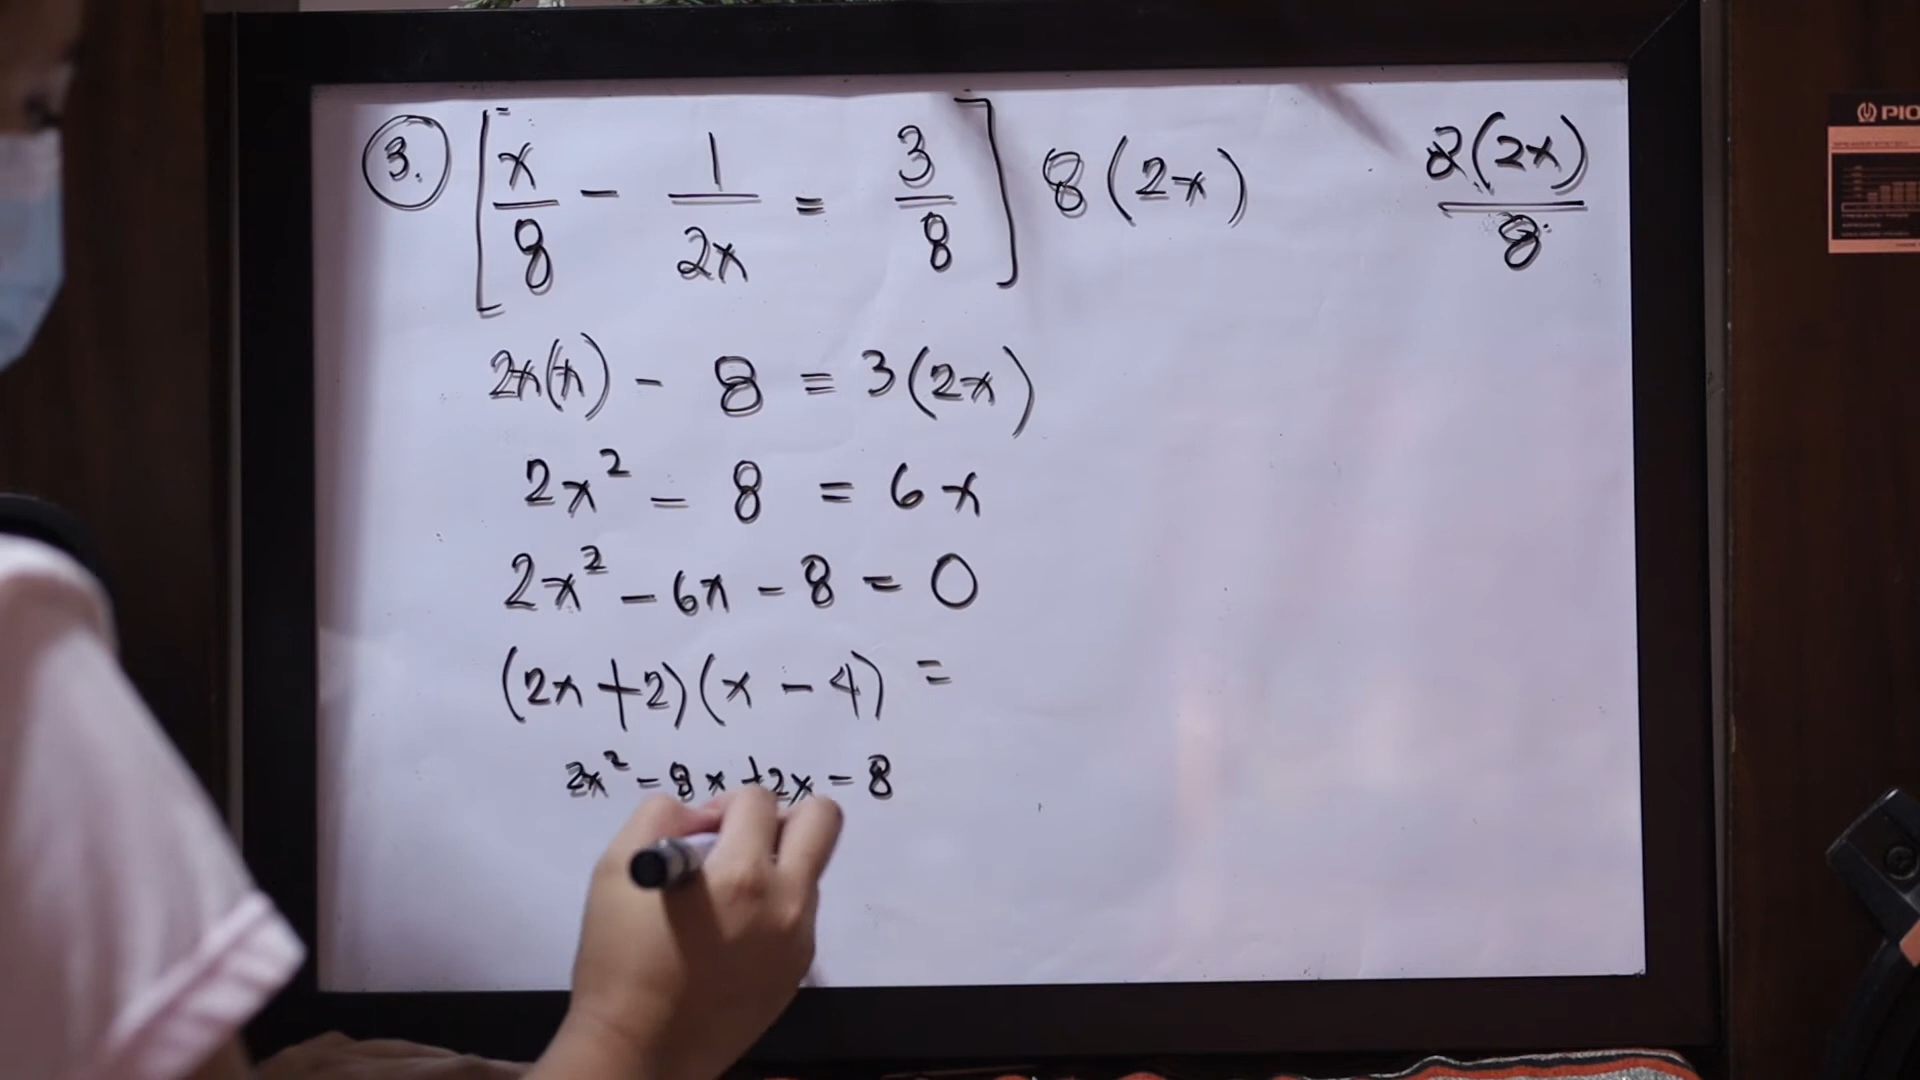 3. [x/8 - 1/2x = 3/8] 8(2x)
8(2x)/8
2x(x) - 8 = 3(2x)
2x² - 8 = 6x
2x² - 6x - 8 = 0
(2x + 2)(x - 4) =
2x² - 8x + 2x - 8
PIO